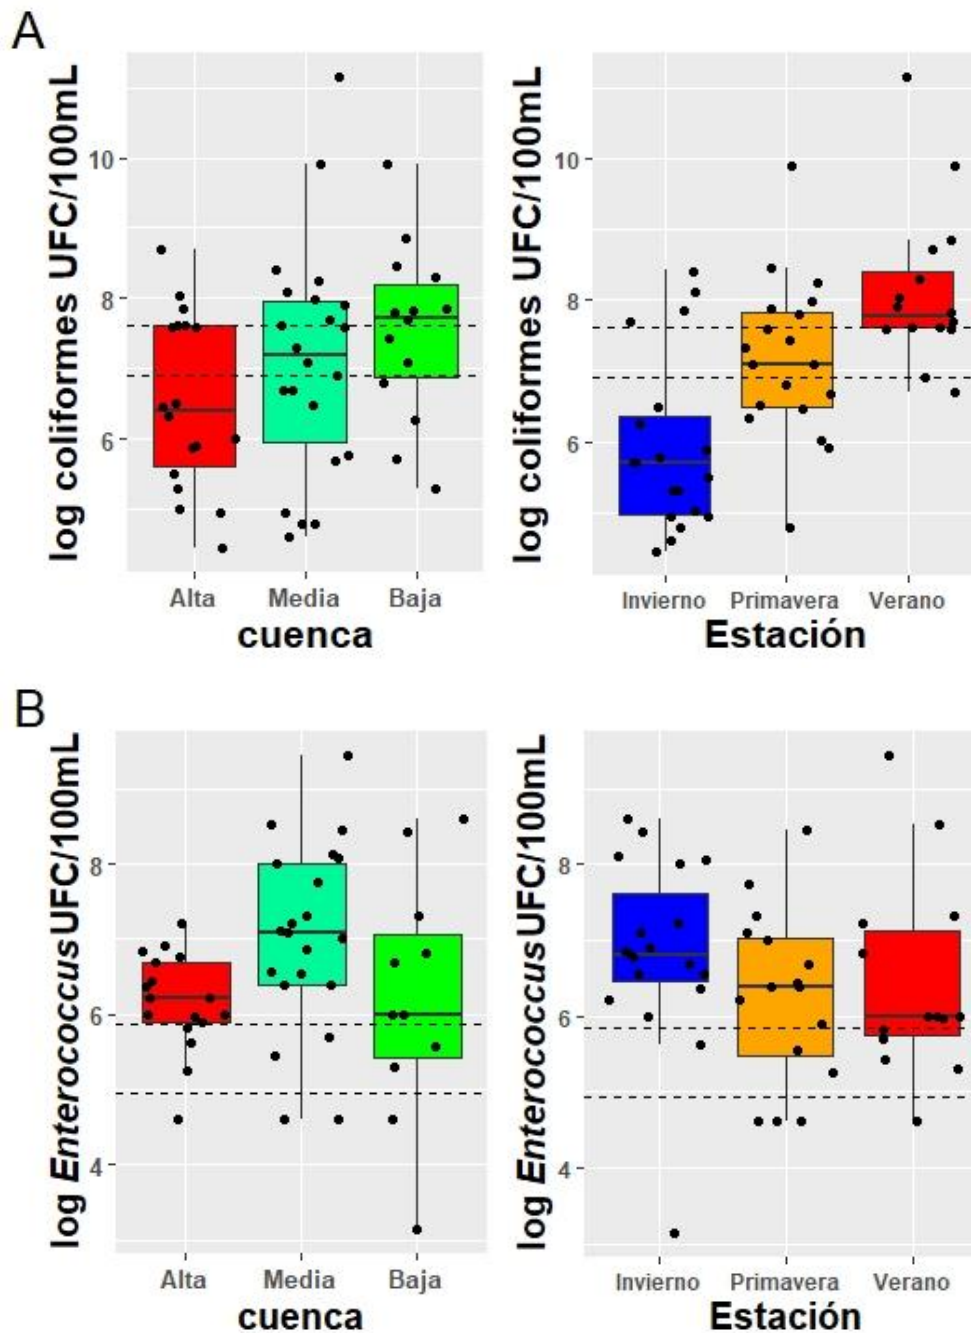 A
log coliformes UFC/100mL
10
8
6
Alta Media Baja
cuenca
log coliformes UFC/100mL
10
8
6
Invierno Primavera Verano
Estación
B
log Enterococcus UFC/100mL
8
6
4
Alta Media Baja
cuenca
log Enterococcus UFC/100mL
8
6
4
Invierno Primavera Verano
Estación